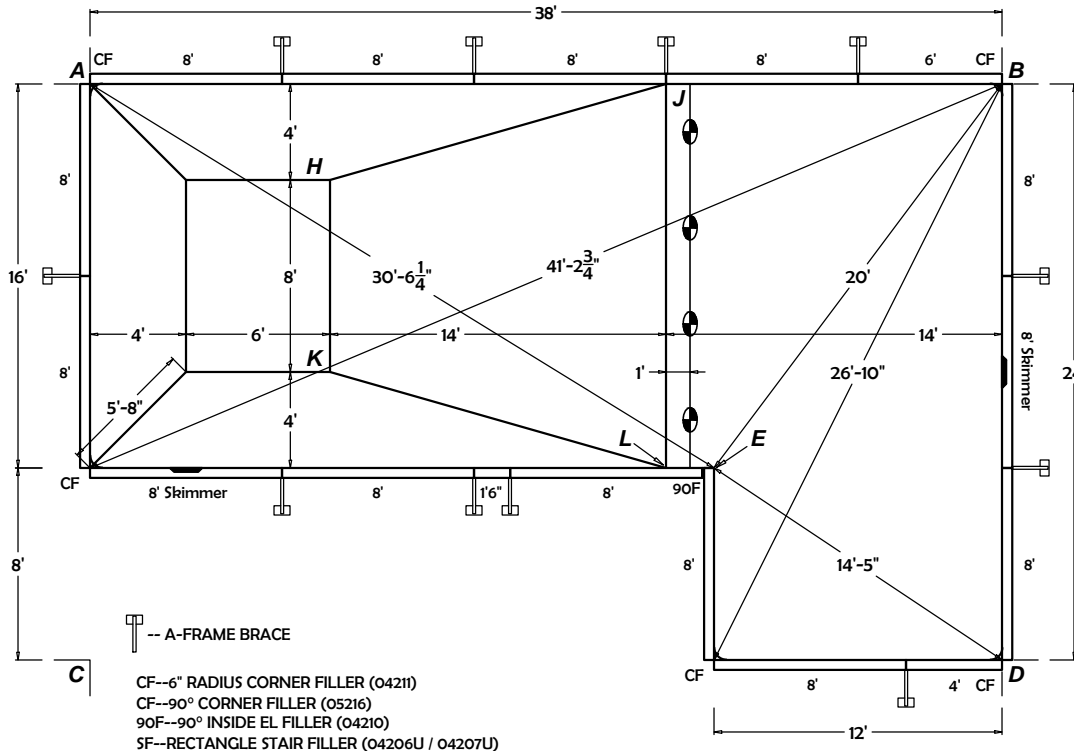 38'
A CF 8' 8' 8' 8' 6' CF B
J
4'
H
8' 8'
16' 30'-6 1/4" 8' 41'-2 3/4" 20'
4' 6' 14' 14'
K
1' 26'-10" 8' Skimmer
8' 5'-8" 4' L E
CF 8' Skimmer 8' 1'6" 8' 90F
8' 8' 14'-5" 8'
-- A-FRAME BRACE
C CF 8' 4' CF D
CF--6" RADIUS CORNER FILLER (04211)
CF--90° CORNER FILLER (05216)
90F--90° INSIDE EL FILLER (04210)
12'
SF--RECTANGLE STAIR FILLER (04206U / 04207U)